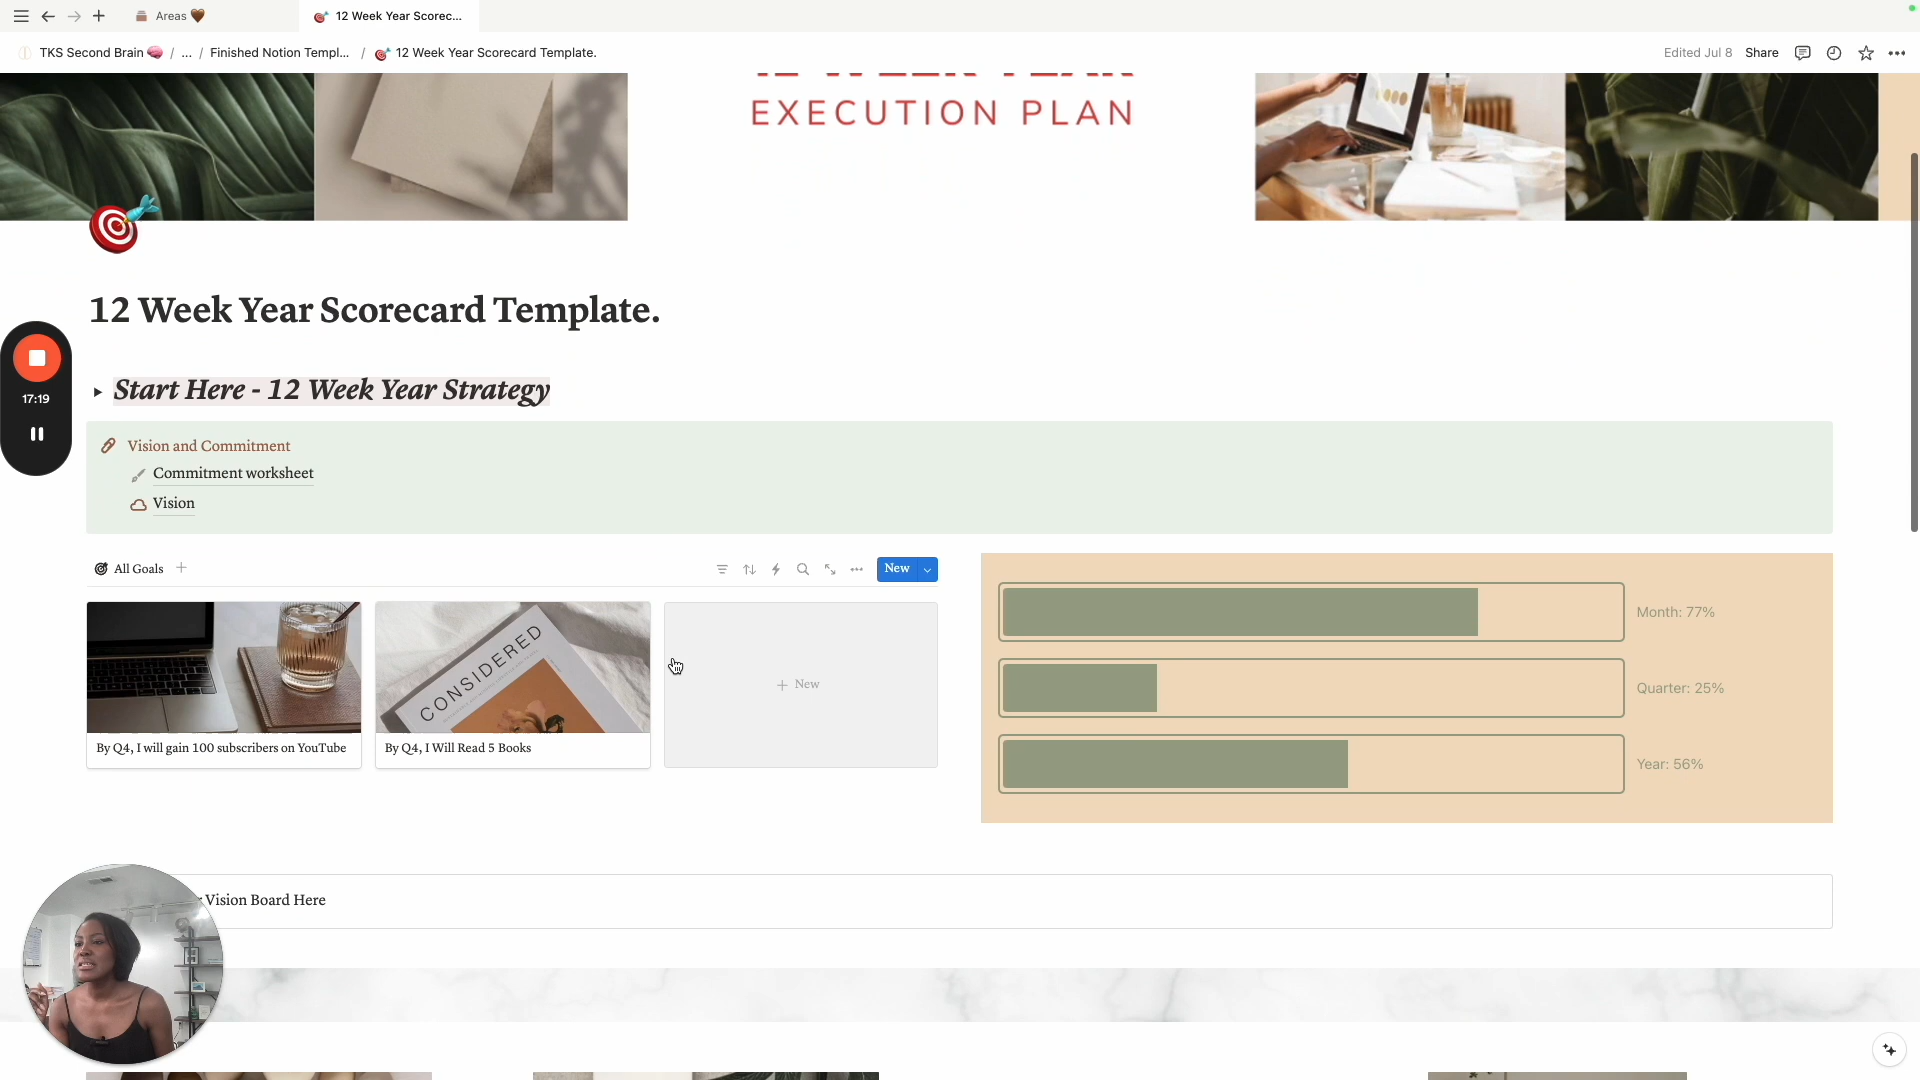 Areas
12 Week Year Scorec...
TKS Second Brain / ... / Finished Notion Templ... / 12 Week Year Scorecard Template.
Edited Jul 8 Share
EXECUTION PLAN
12 Week Year Scorecard Template.
17:19
Start Here - 12 Week Year Strategy
Vision and Commitment
Commitment worksheet
Vision
All Goals
New
CONSIDERED
By Q4, I will gain 100 subscribers on YouTube
By Q4, I Will Read 5 Books
New
Month: 77%
Quarter: 25%
Year: 56%
Vision Board Here